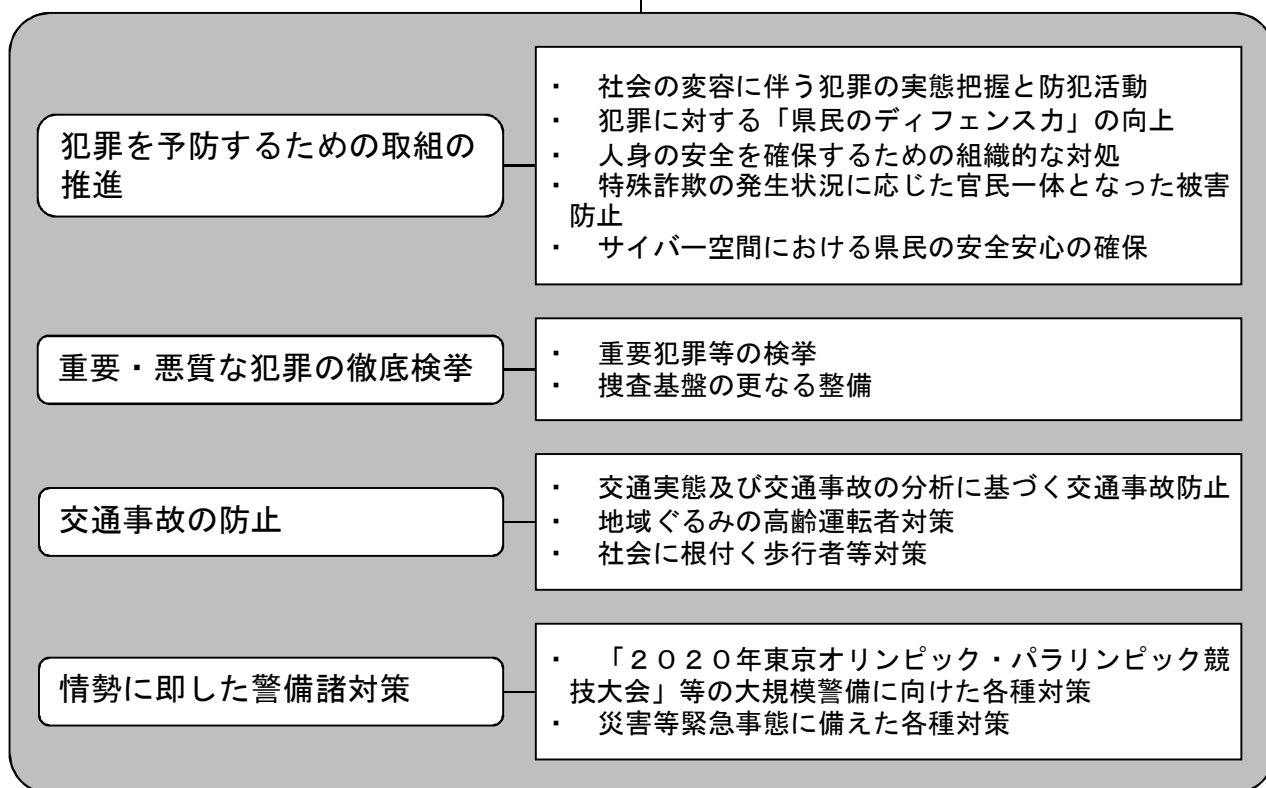 犯罪を予防するための取組の
推進
・　社会の変容に伴う犯罪の実態把握と防犯活動
・　犯罪に対する「県民のディフェンス力」の向上
・　人身の安全を確保するための組織的な対処
・　特殊詐欺の発生状況に応じた官民一体となった被害
防止
・　サイバー空間における県民の安全安心の確保
重要・悪質な犯罪の徹底検挙
・　重要犯罪等の検挙
・　捜査基盤の更なる整備
交通事故の防止
・　交通実態及び交通事故の分析に基づく交通事故防止
・　地域ぐるみの高齢運転者対策
・　社会に根付く歩行者等対策
情勢に即した警備諸対策
・　「２０２０年東京オリンピック・パラリンピック競
技大会」等の大規模警備に向けた各種対策
・　災害等緊急事態に備えた各種対策